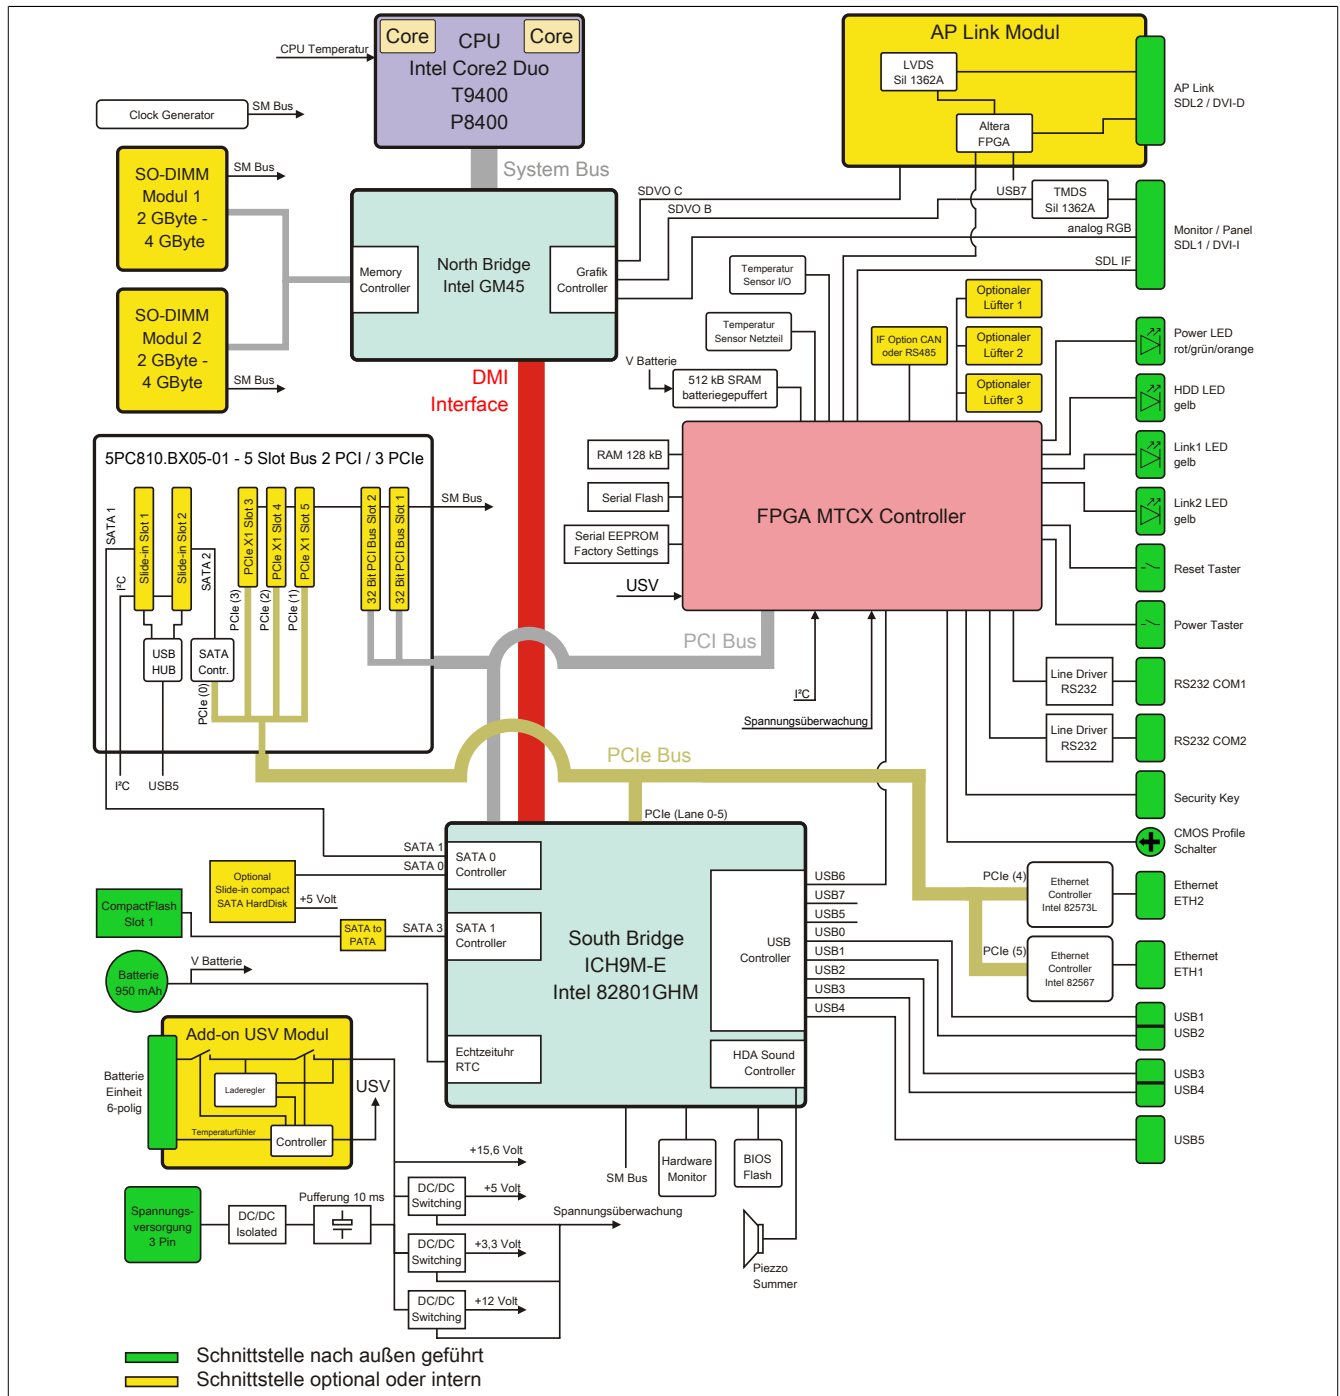 Core
CPU
Core
Intel Core2 Duo
T9400
P8400
CPU Temperatur
Clock Generator
SM Bus
System Bus
SO-DIMM
Modul 1
2 GByte -
4 GByte
SM Bus
SO-DIMM
Modul 2
2 GByte -
4 GByte
SM Bus
Memory
Controller
North Bridge
Intel GM45
Grafik
Controller
DMI
Interface
AP Link Modul
LVDS
Sil 1362A
Altera
FPGA
AP Link
SDL2 / DVI-D
SDVO C
SDVO B
USB7
TMDS
Sil 1362A
analog RGB
SDL IF
Monitor / Panel
SDL1 / DVI-I
Temperatur
Sensor I/O
Temperatur
Sensor Netzteil
V Batterie
512 kB SRAM
batteriegepuffert
IF Option CAN
oder RS485
Optionaler
Lüfter 1
Optionaler
Lüfter 2
Optionaler
Lüfter 3
Power LED
rot/grün/orange
HDD LED
gelb
Link1 LED
gelb
Link2 LED
gelb
Reset Taster
Power Taster
RAM 128 kB
Serial Flash
Serial EEPROM
Factory Settings
USV
FPGA MTCX Controller
5PC810.BX05-01 - 5 Slot Bus 2 PCI / 3 PCIe
SATA 1
Slide-in Slot 1
Slide-in Slot 2
SATA 2
PCIe X1 Slot 3
PCIe X1 Slot 4
PCIe X1 Slot 5
32 Bit PCI Bus Slot 2
32 Bit PCI Bus Slot 1
SM Bus
I²C
PCIe (3)
PCIe (2)
PCIe (1)
USB
HUB
SATA
Contr.
PCIe (0)
I²C
USB5
PCI Bus
I²C
Spannungsüberwachung
Line Driver
RS232
RS232 COM1
Line Driver
RS232
RS232 COM2
Security Key
CMOS Profile
Schalter
PCIe Bus
PCIe (Lane 0-5)
SATA 1
SATA 0
SATA 0
Controller
Optional
Slide-in compact
SATA HardDisk
+5 Volt
CompactFlash
Slot 1
SATA to
PATA
SATA 3
SATA 1
Controller
South Bridge
ICH9M-E
Intel 82801GHM
USB
Controller
USB6
USB7
USB5
USB0
USB1
USB2
USB3
USB4
PCIe (4)
Ethernet
Controller
Intel 82573L
Ethernet
ETH2
PCIe (5)
Ethernet
Controller
Intel 82567
Ethernet
ETH1
USB1
USB2
USB3
USB4
USB5
Batterie
950 mAh
V Batterie
Echtzeituhr
RTC
HDA Sound
Controller
Add-on USV Modul
Laderegler
Temperaturfühler
Controller
Batterie
Einheit
6-polig
USV
SM Bus
Hardware
Monitor
BIOS
Flash
Piezzo
Summer
+15,6 Volt
DC/DC
Switching
+5 Volt
Spannungsüberwachung
DC/DC
Switching
+3,3 Volt
DC/DC
Switching
+12 Volt
Spannungs-
versorgung
3 Pin
DC/DC
Isolated
Pufferung 10 ms
Schnittstelle nach außen geführt
Schnittstelle optional oder intern